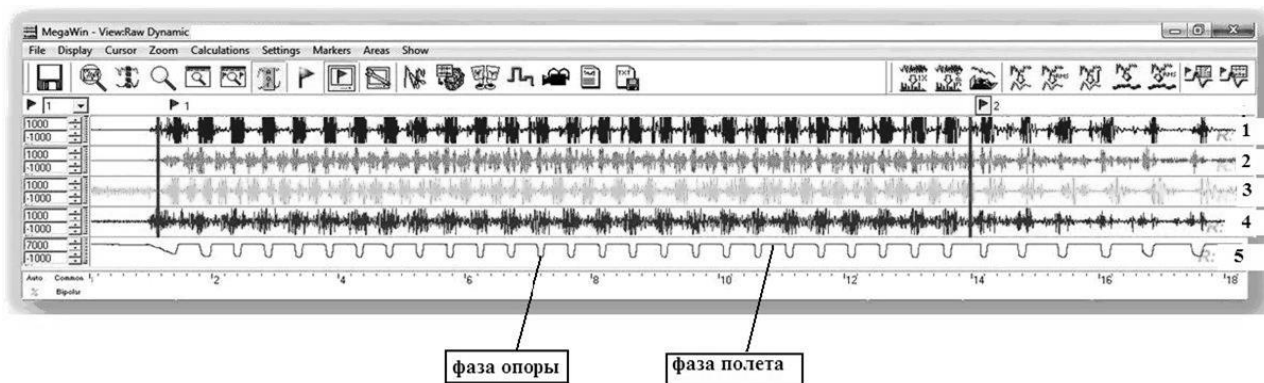 MegaWin - View:Raw Dynamic
File Display Cursor Zoom Calculations Settings Markers Areas Show
1 1 2
1000
-1000
1
1000
-1000
2
1000
-1000
3
1000
-1000
4
7000
-1000
R: 5
Auto Common 2 4 6 8 10 12 14 16 18
% Bipolar
фаза опоры
фаза полета